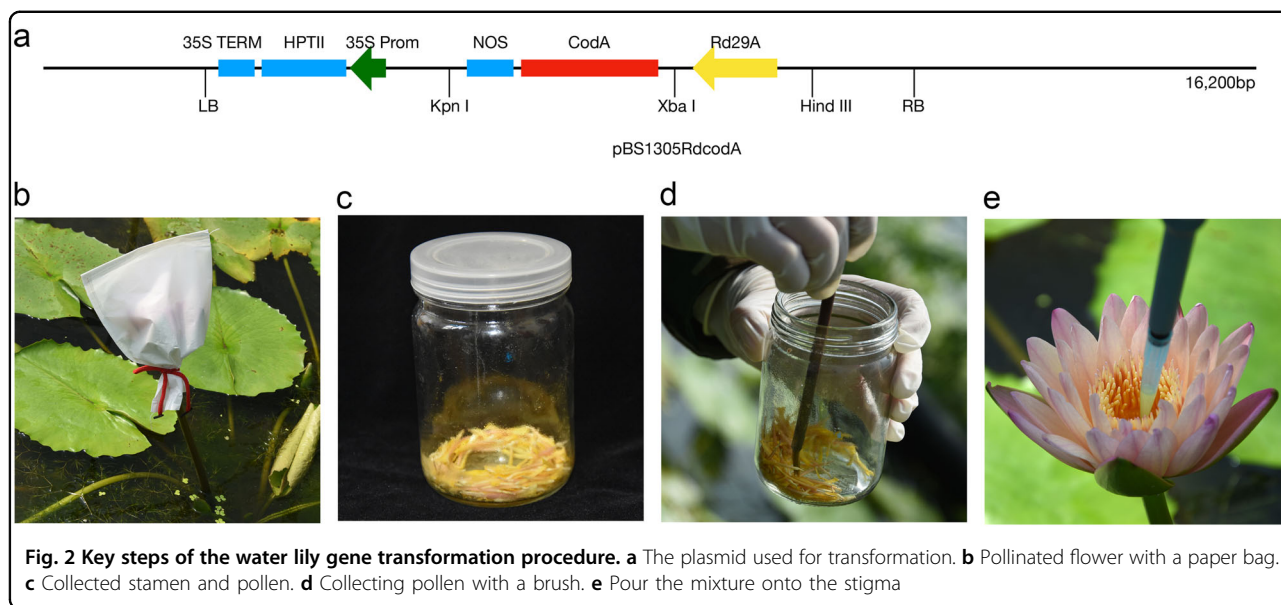 a
35S TERM HPTII 35S Prom NOS CodA Rd29A
16,200bp
LB Kpn I Xba I Hind III RB
pBS1305RdcodA
b c d e
Fig. 2 Key steps of the water lily gene transformation procedure. a The plasmid used for transformation. b Pollinated flower with a paper bag.
c Collected stamen and pollen. d Collecting pollen with a brush. e Pour the mixture onto the stigma